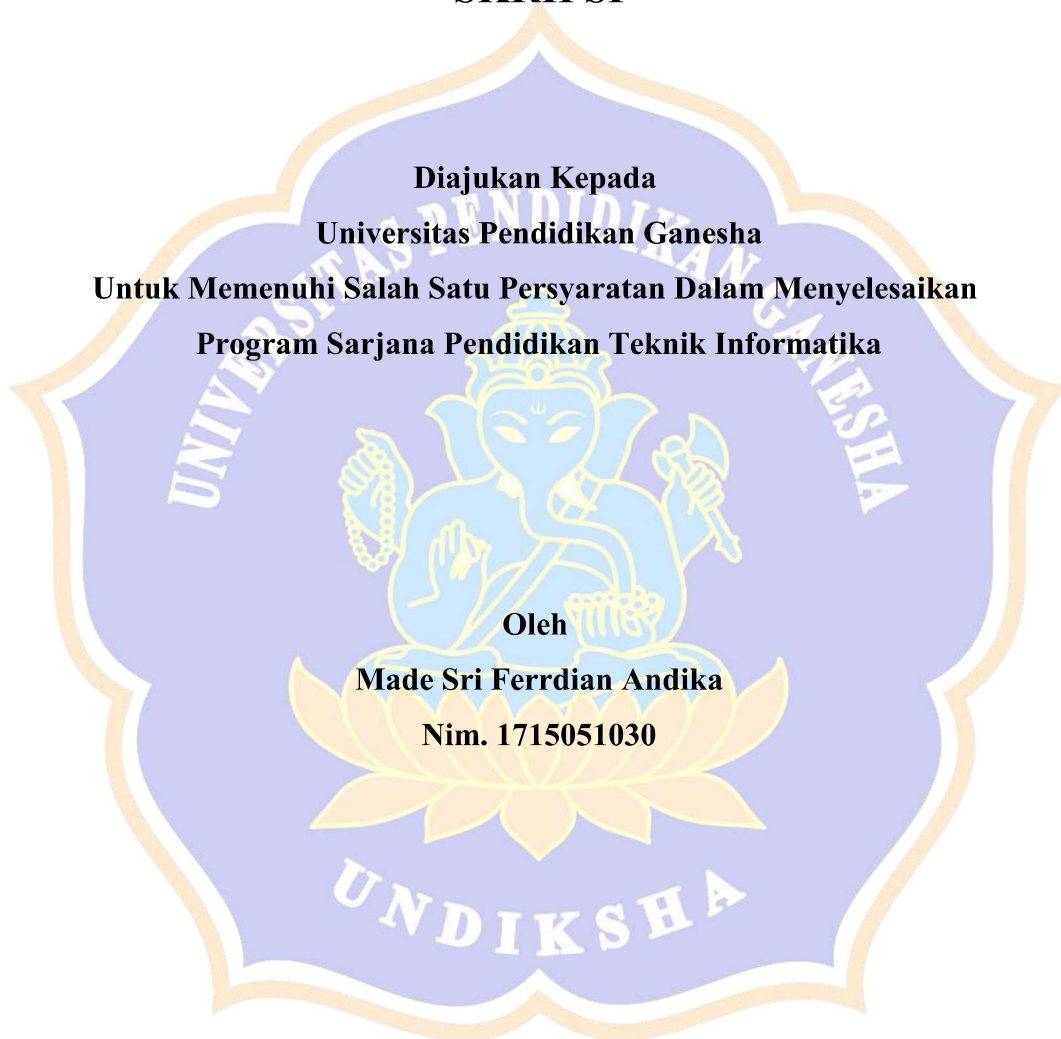 Diajukan Kepada
Universitas Pendidikan Ganesha
Untuk Memenuhi Salah Satu Persyaratan Dalam Menyelesaikan
Program Sarjana Pendidikan Teknik Informatika
UNIVERSITAS PENDIDIKAN GANESHA
Oleh
Made Sri Ferrdian Andika
Nim. 1715051030
UNDIKSHA